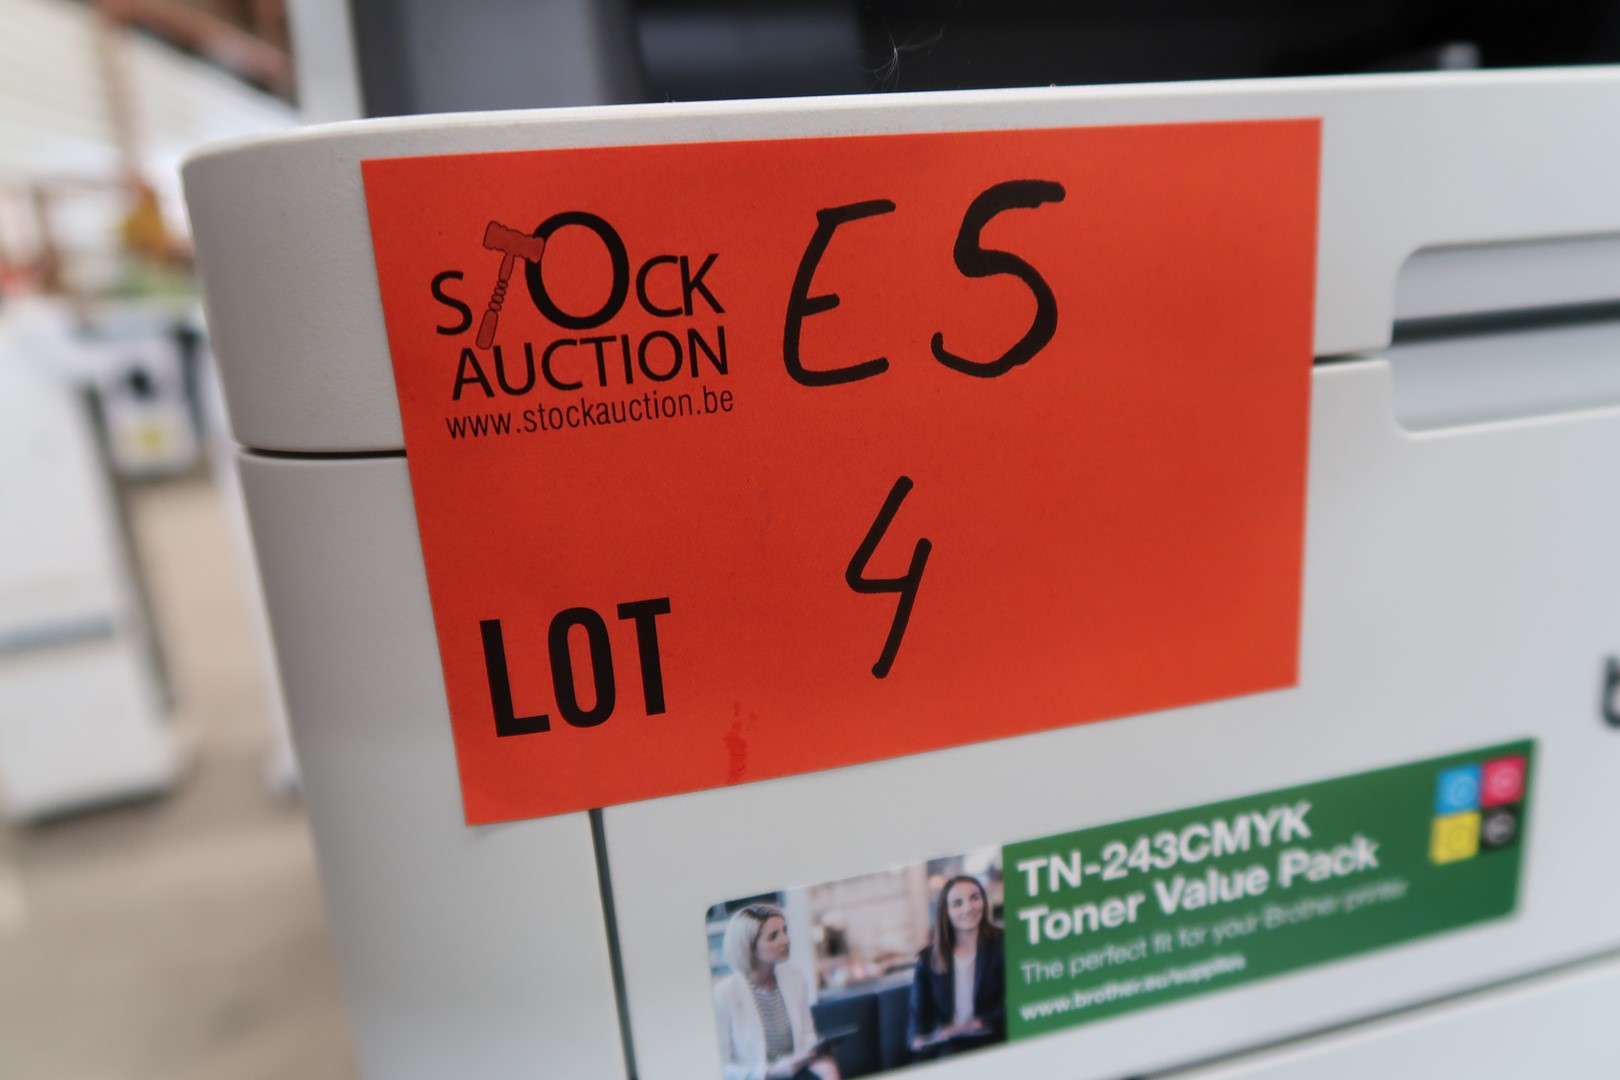 STOCK
AUCTION
www.stockauction.be
E5
4
LOT
TN-243CMYK
Toner Value Pack
The perfect fit for your Brother printer
www.brother.eu/supplies